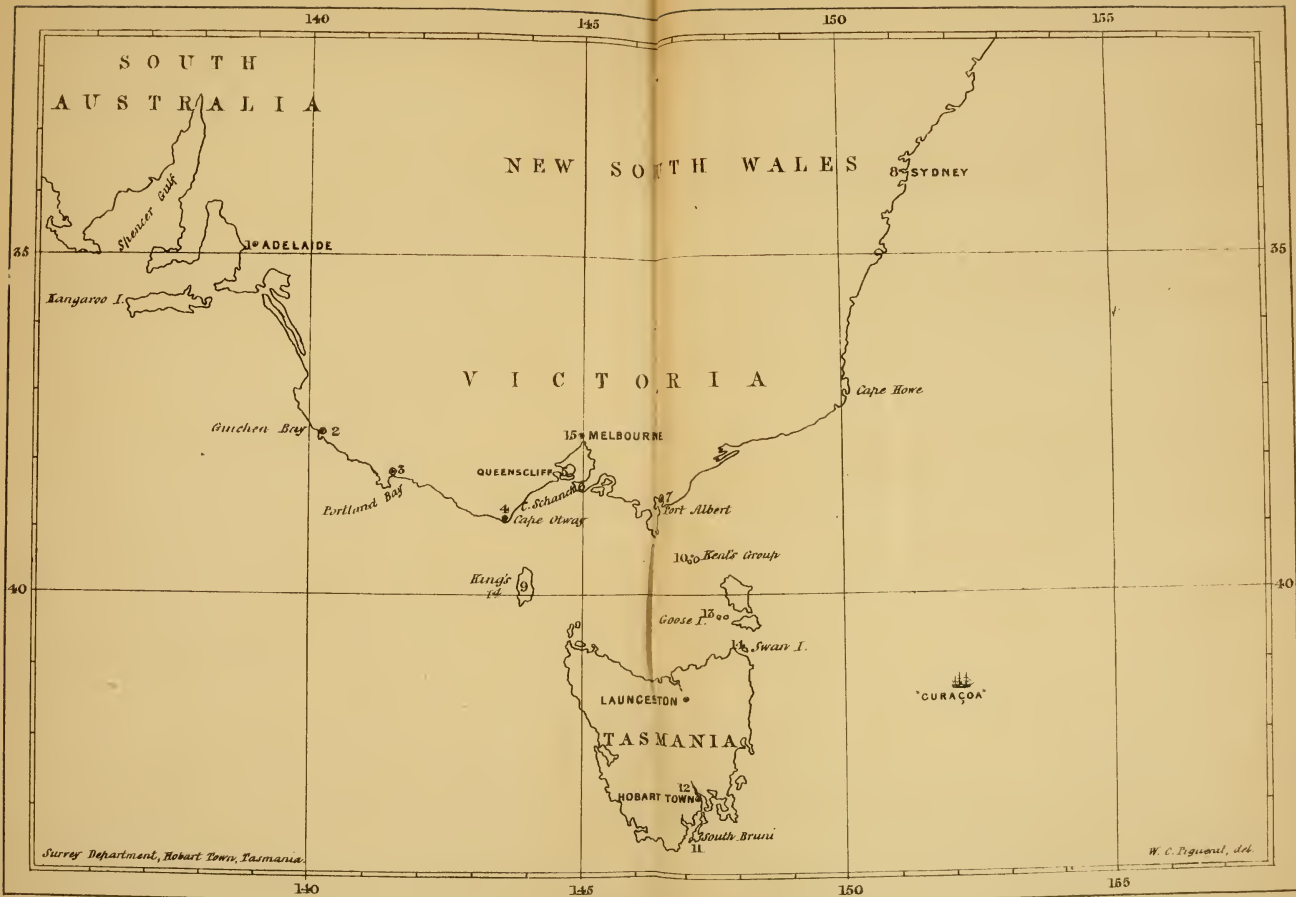 140 145 150 155
SOUTH
AUSTRALIA
NEW SOUTH WALES
8 SYDNEY
Spencer Gulf
1 ADELAIDE
35 35
Kangaroo I.
VICTORIA
Cape Howe
Guichen Bay 2
15 MELBOURNE
3
QUEENSCLIFF 5
Portland Bay
C. Schanck 6
7
Port Albert
4
Cape Otway
10 Kent's Group
King's
Id.
9
40 40
Goose I. 13
14 Swan I.
LAUNCESTON
"CURAÇOA"
TASMANIA
12
HOBART TOWN
South Bruni
11
Survey Department, Hobart Town, Tasmania.
W. C. Piguenit, del.
140 145 150 155